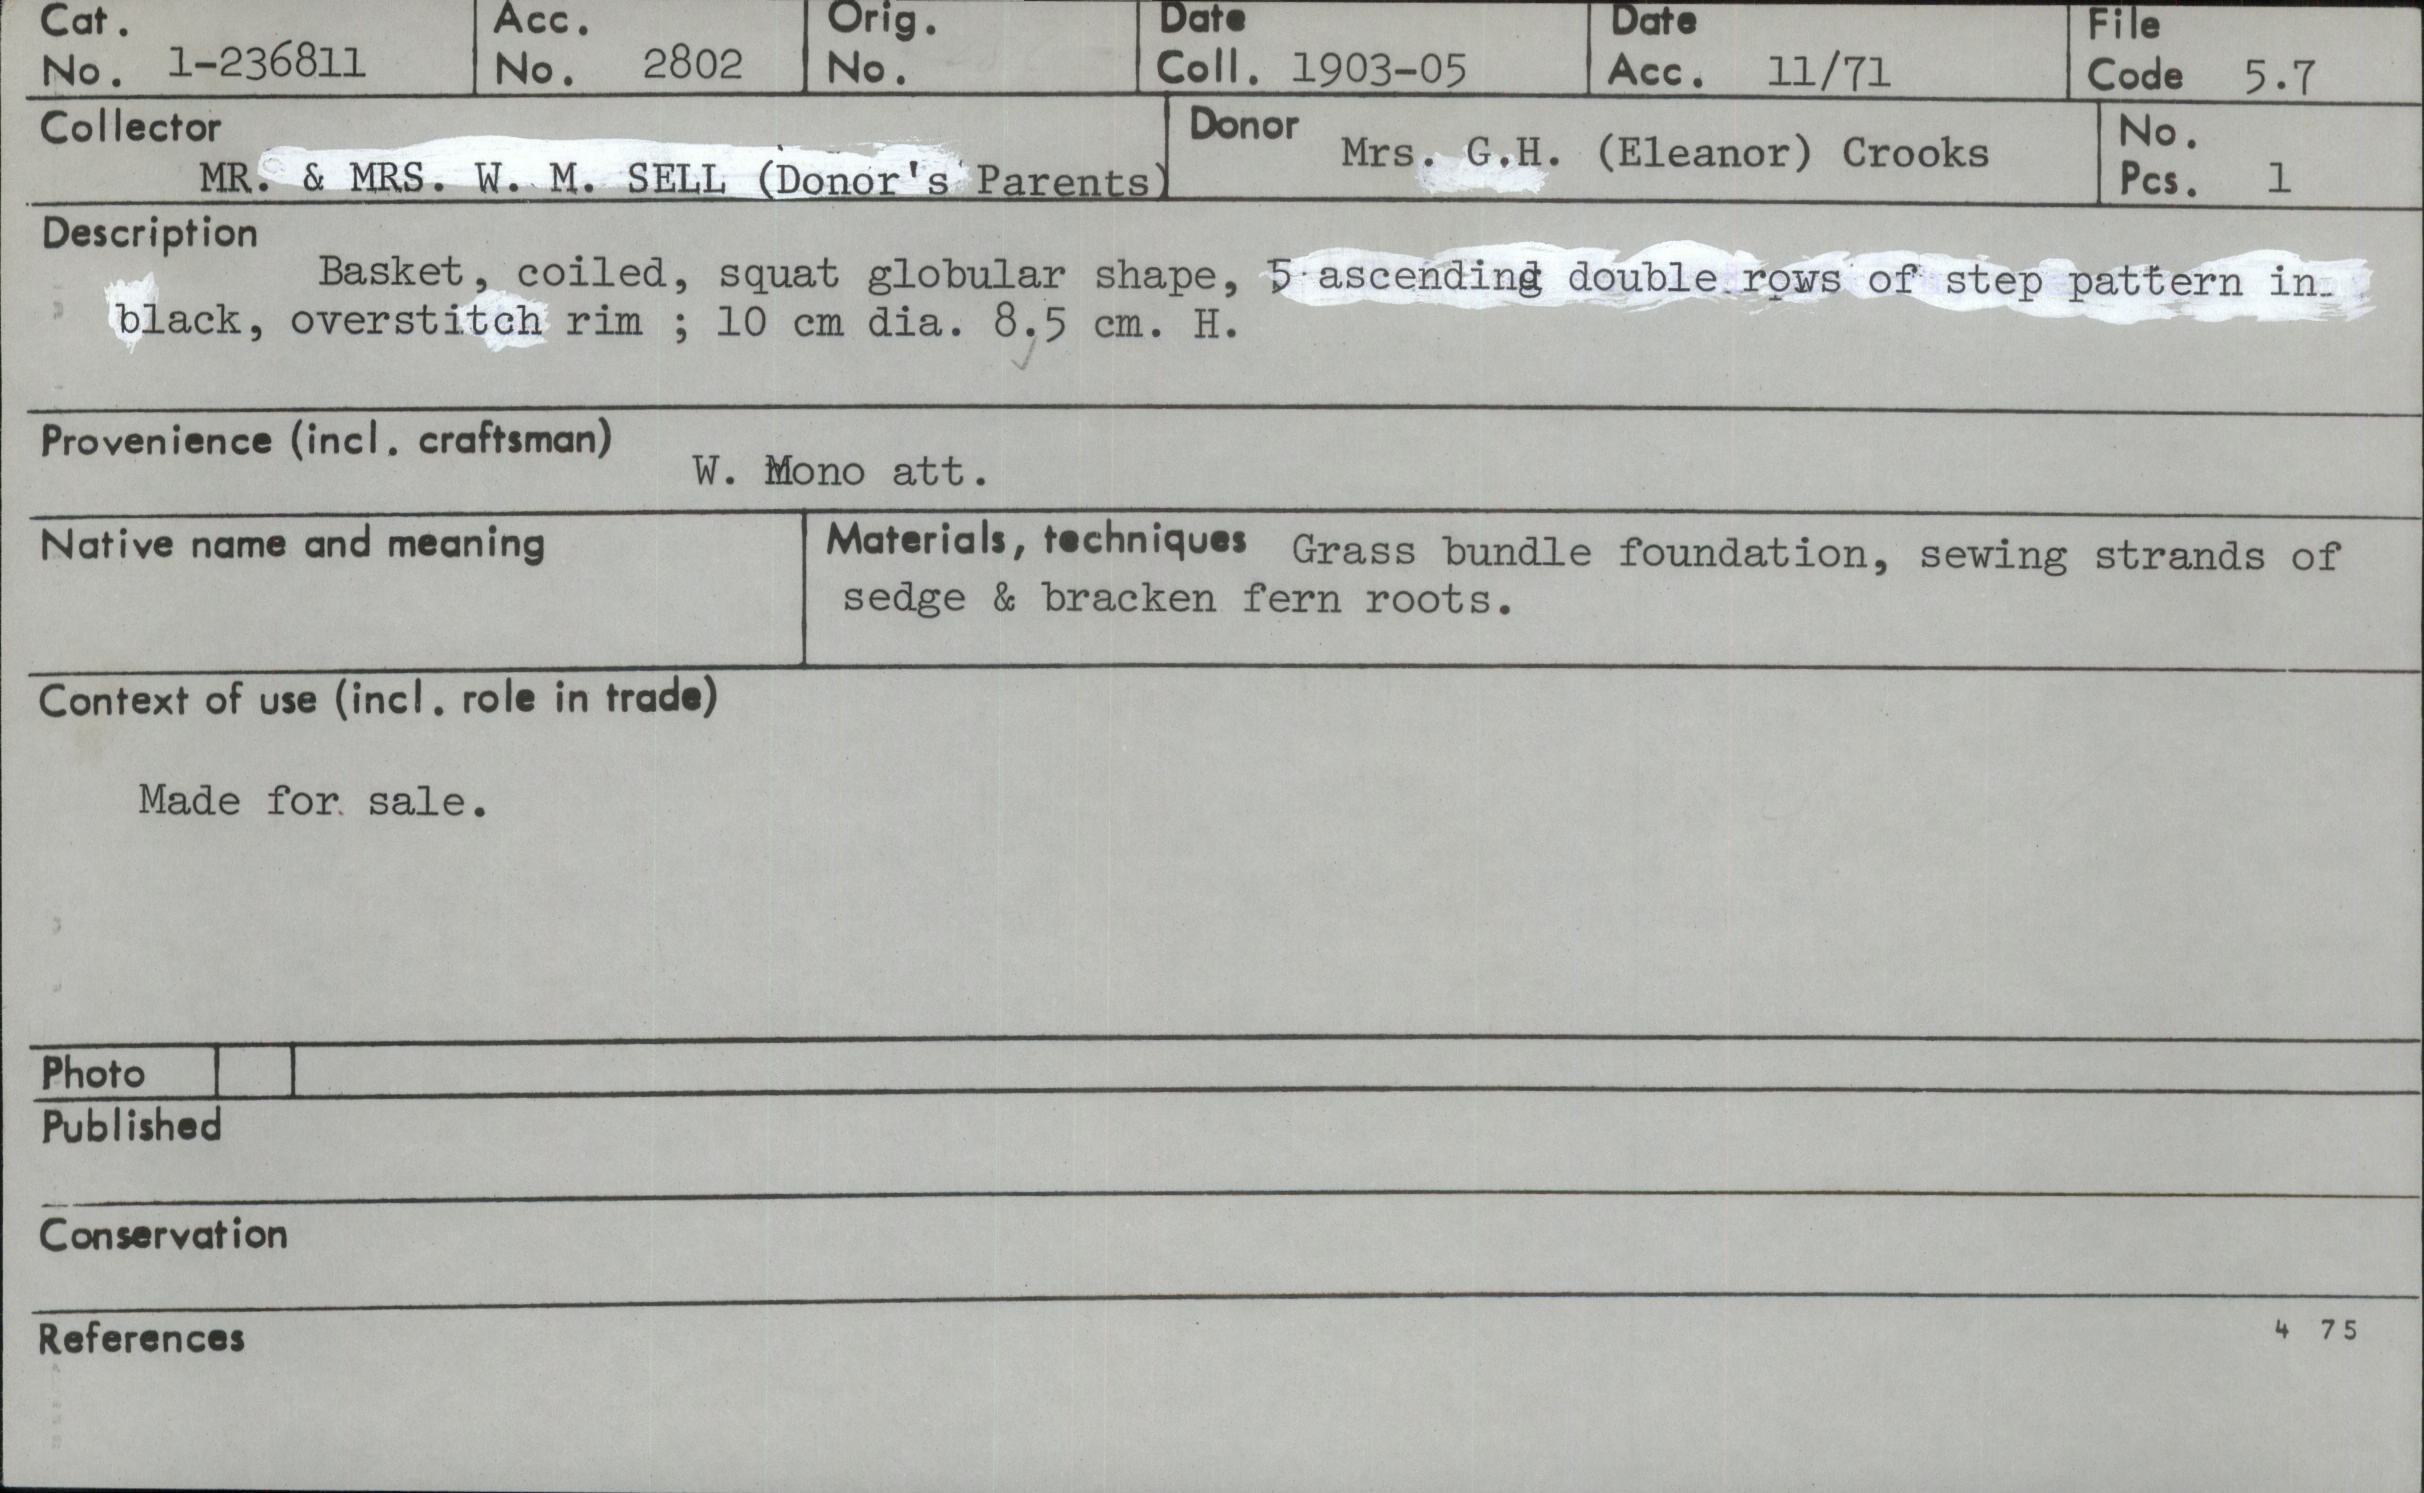 Cat. No. 1-236811
Acc. No. 2802
Orig. No.
Date Coll. 1903-05
Date Acc. 11/71
File Code 5.7
Collector
MR. & MRS. W. M. SELL (Donor's Parents)
Donor Mrs. G.H. (Eleanor) Crooks
No. Pcs. 1
Description
Basket, coiled, squat globular shape, 5 ascending double rows of step pattern in
black, overstitch rim ; 10 cm dia. 8.5 cm. H.
Provenience (incl. craftsman)
W. Mono att.
Native name and meaning
Materials, techniques Grass bundle foundation, sewing strands of
sedge & bracken fern roots.
Context of use (incl. role in trade)
Made for sale.
Photo
Published
Conservation
References
4 75